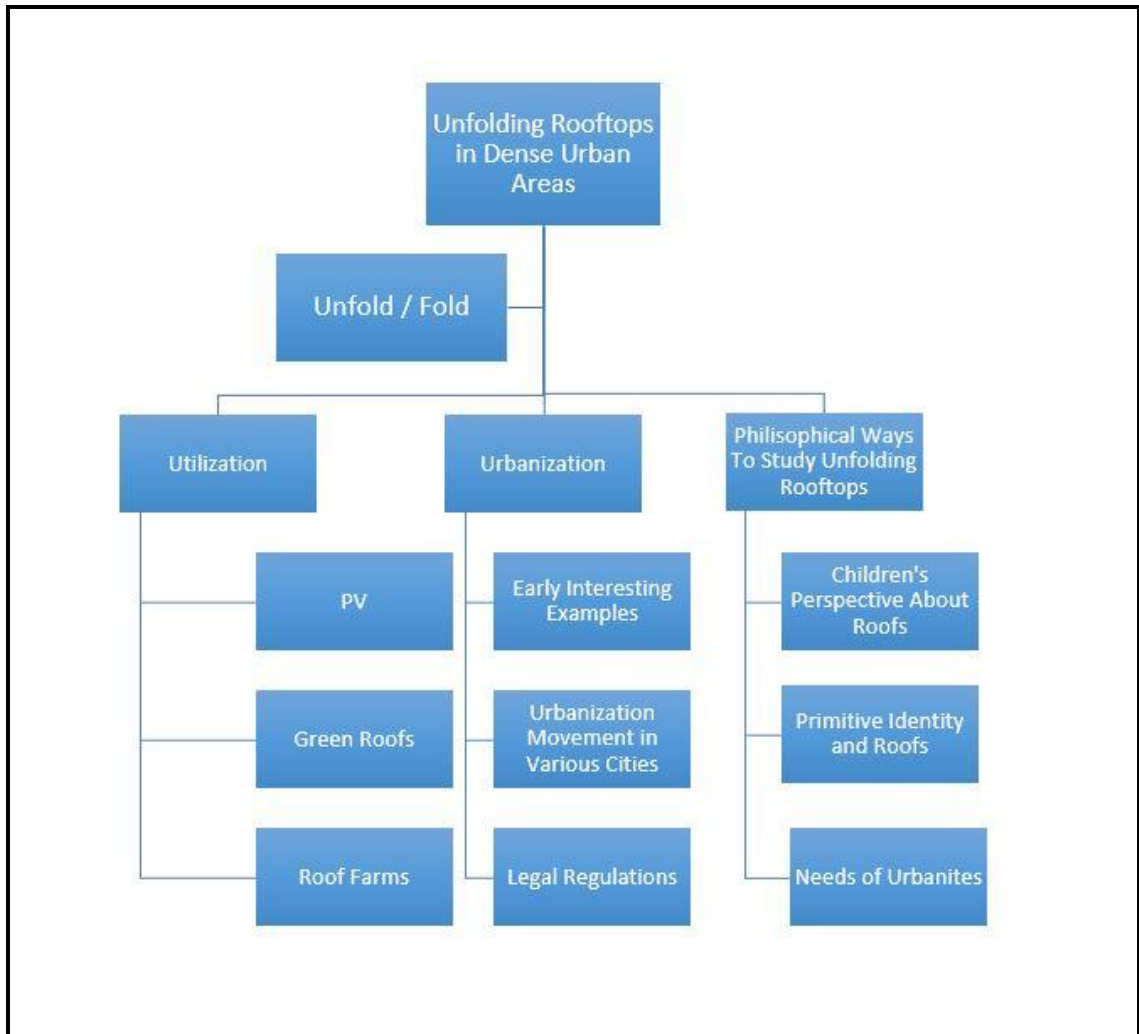 Unfolding Rooftops
in Dense Urban
Areas
Unfold / Fold
Utilization
Urbanization
Philisophical Ways
To Study Unfolding
Rooftops
PV
Early Interesting
Examples
Children's
Perspective About
Roofs
Green Roofs
Urbanization
Movement in
Various Cities
Primitive Identity
and Roofs
Roof Farms
Legal Regulations
Needs of Urbanites